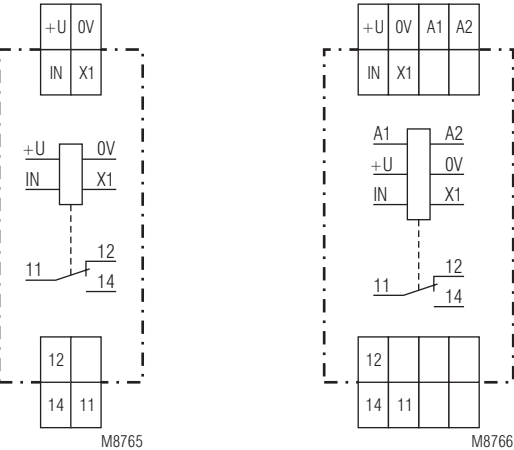 +U 0V
IN X1
+U 0V
IN X1
12
11
14
12
14 11
M8765
+U 0V A1 A2
IN X1
A1 A2
+U 0V
IN X1
12
11
14
12
14 11
M8766